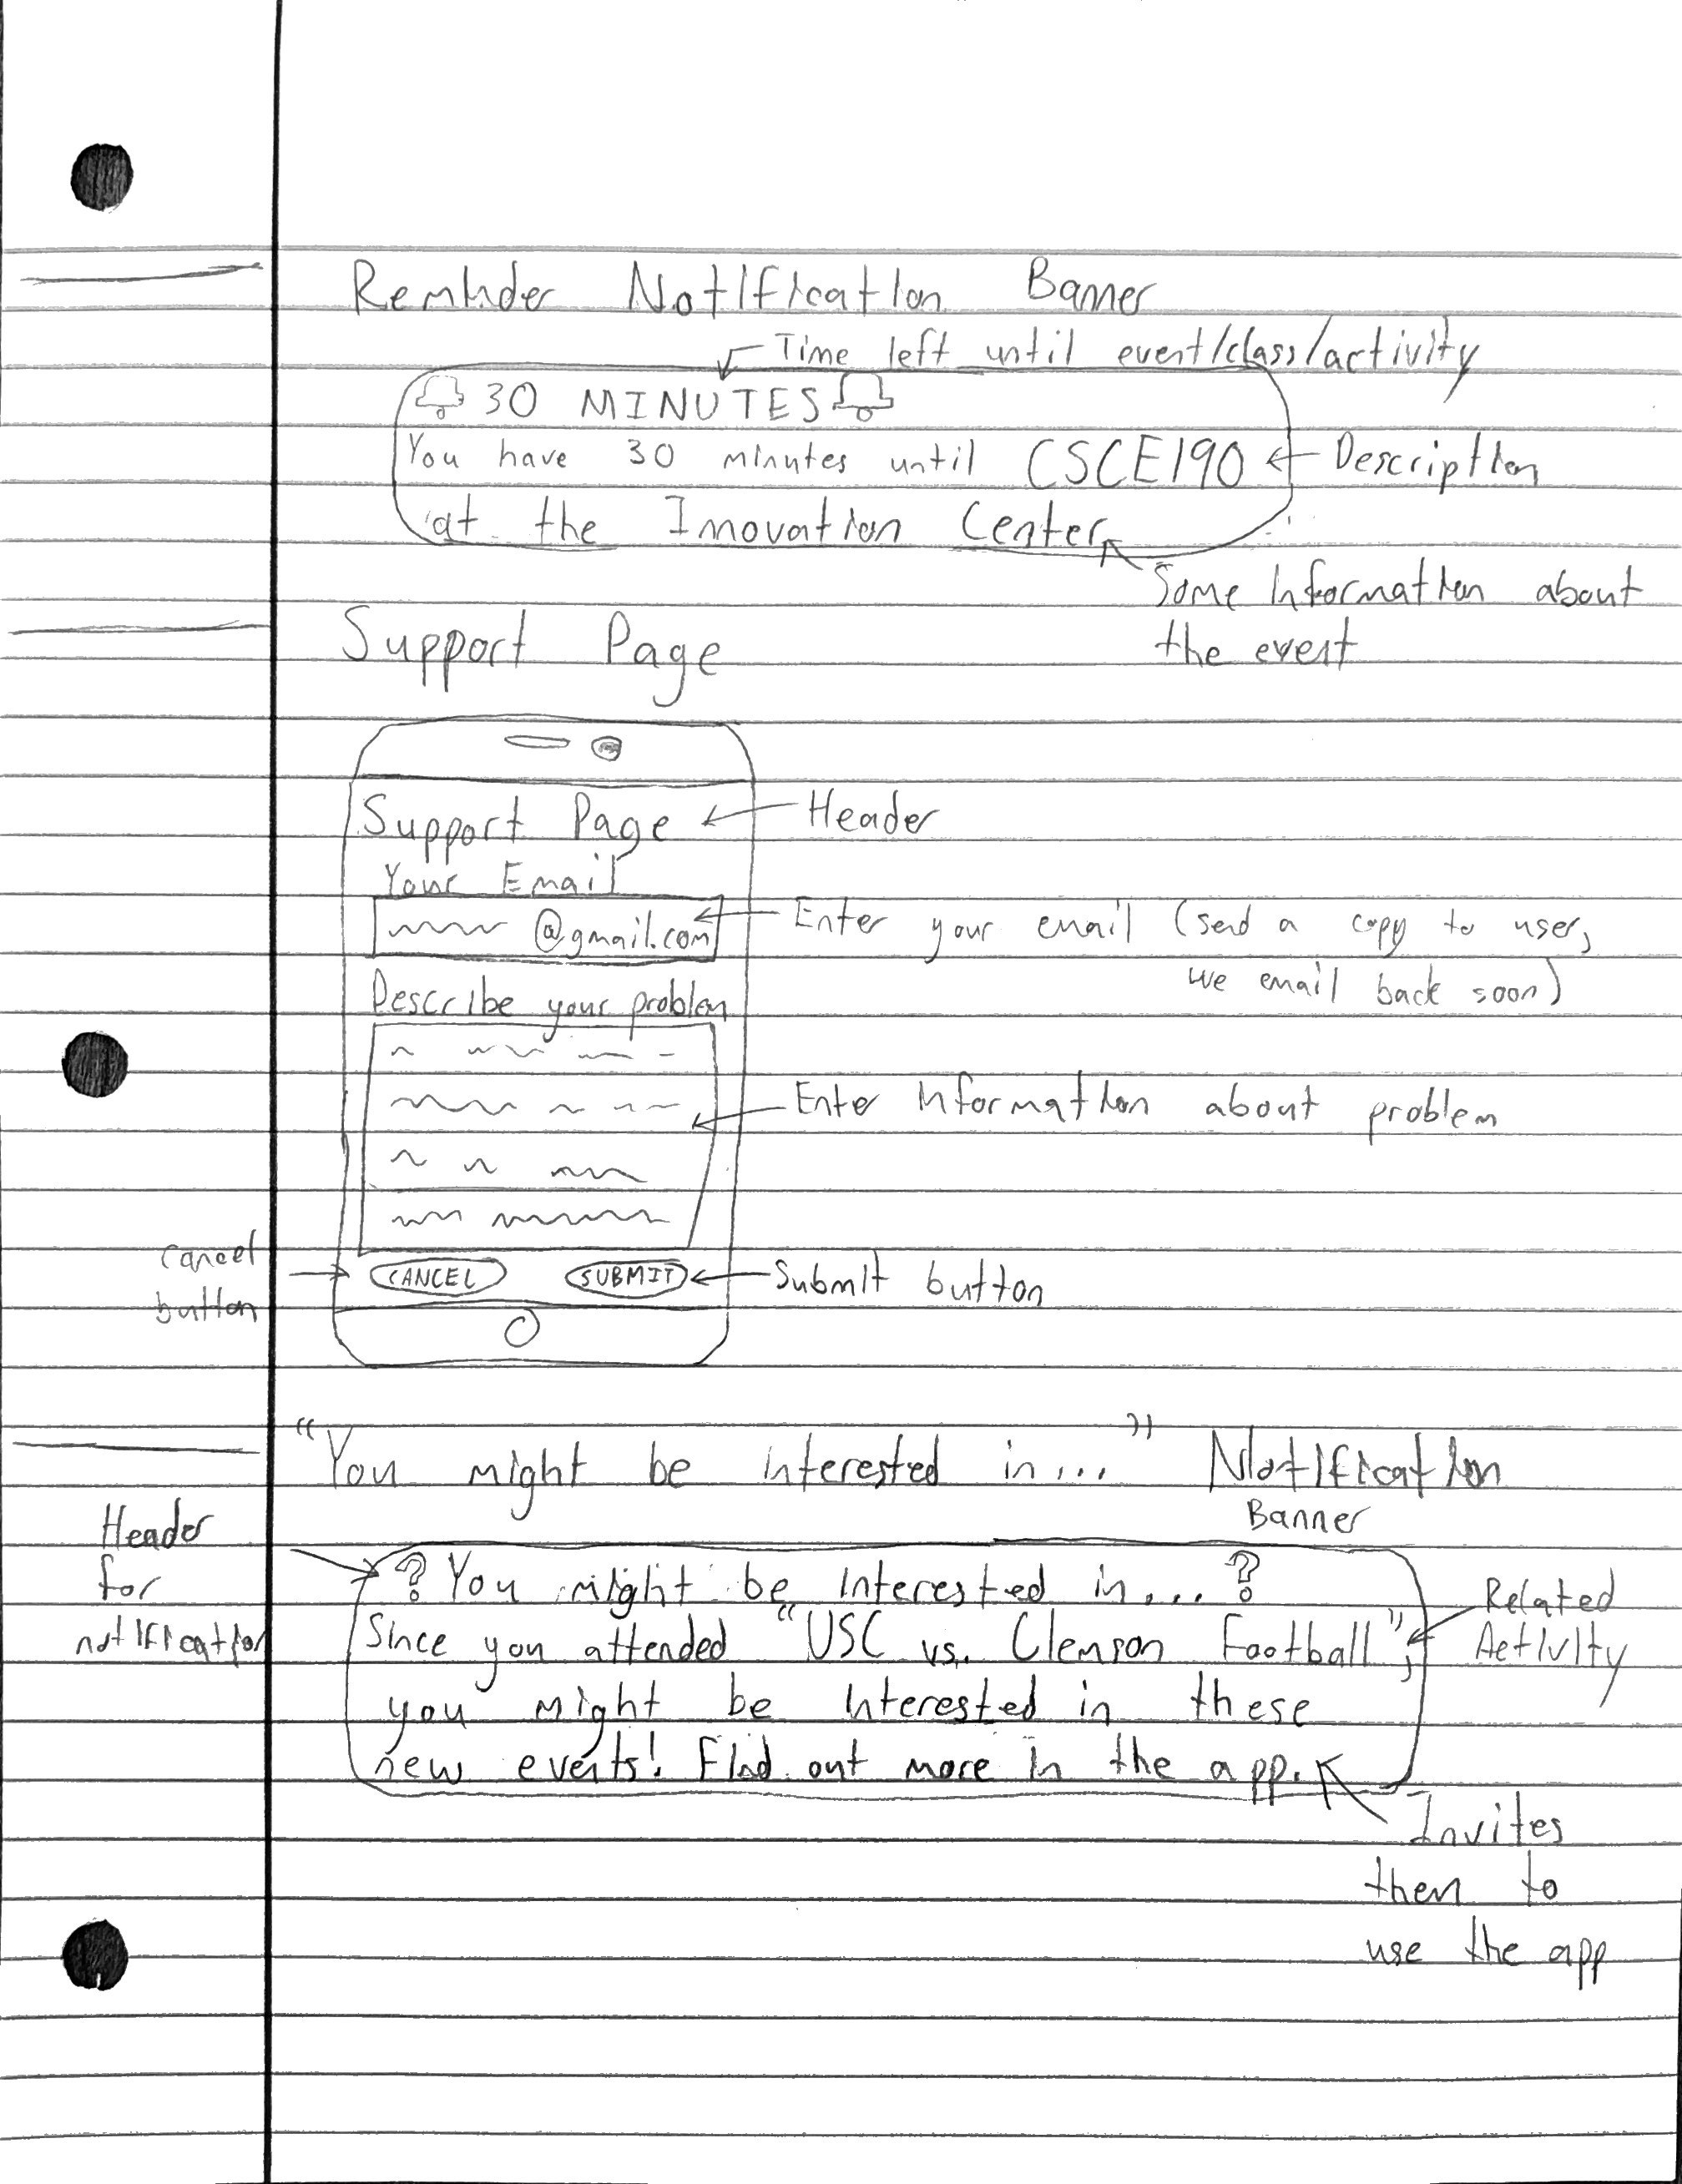 Reminder Notification Banner
Time left until event/class/activity
30 MINUTES
You have 30 minutes until CSCE190
Description
at the Innovation Center
Some information about
the event
Support Page
Support Page
Header
Your Email
@gmail.com
Enter your email (send a copy to user,
we email back soon)
Describe your problem
Enter information about problem
Cancel
button
CANCEL
SUBMIT
Submit button
"You might be interested in...." Notification
Banner
Header
for
notification
? You might be interested in.... ?
Since you attended "USC vs. Clemson Football",
Related
Activity
you might be interested in these
new events! Find out more in the app.
Invites
them to
use the app